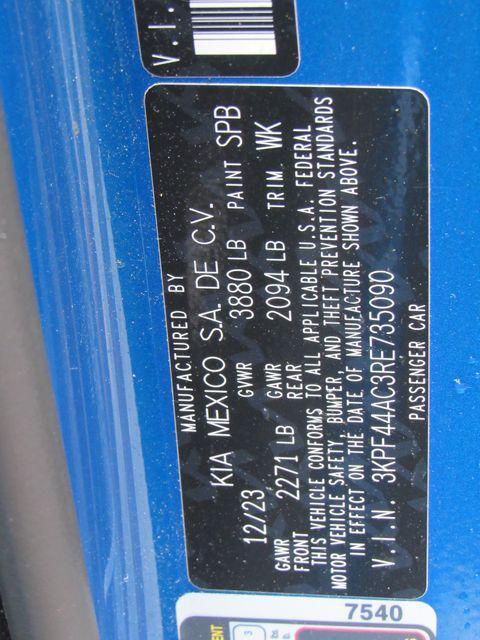 V.I.
MANUFACTURED BY
KIA MEXICO S.A. DE C.V.
12/23 GVWR 3880 LB PAINT SPB
GAWR FRONT 2271 LB GAWR REAR 2094 LB TRIM WK
THIS VEHICLE CONFORMS TO ALL APPLICABLE U.S.A. FEDERAL
MOTOR VEHICLE SAFETY, BUMPER, AND THEFT PREVENTION STANDARDS
IN EFFECT ON THE DATE OF MANUFACTURE SHOWN ABOVE.
V.I.N. 3KPF44AC3RE735090
PASSENGER CAR
7540
3